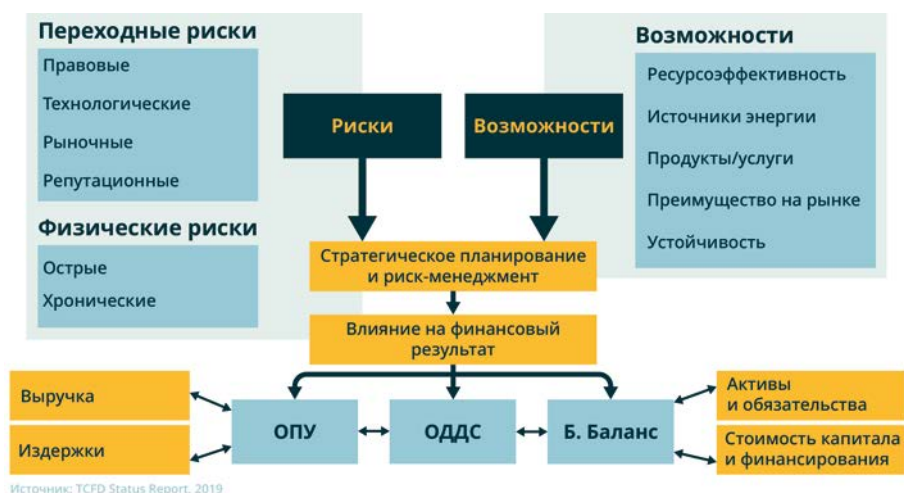 Переходные риски
Правовые
Технологические
Рыночные
Репутационные
Физические риски
Острые
Хронические
Риски
Возможности
Возможности
Ресурсоэффективность
Источники энергии
Продукты/услуги
Преимущество на рынке
Устойчивость
Стратегическое планирование
и риск-менеджмент
Влияние на финансовый
результат
Выручка
Издержки
ОПУ
ОДДС
Б. Баланс
Активы
и обязательства
Стоимость капитала
и финансирования
Источник: TCFD Status Report, 2019